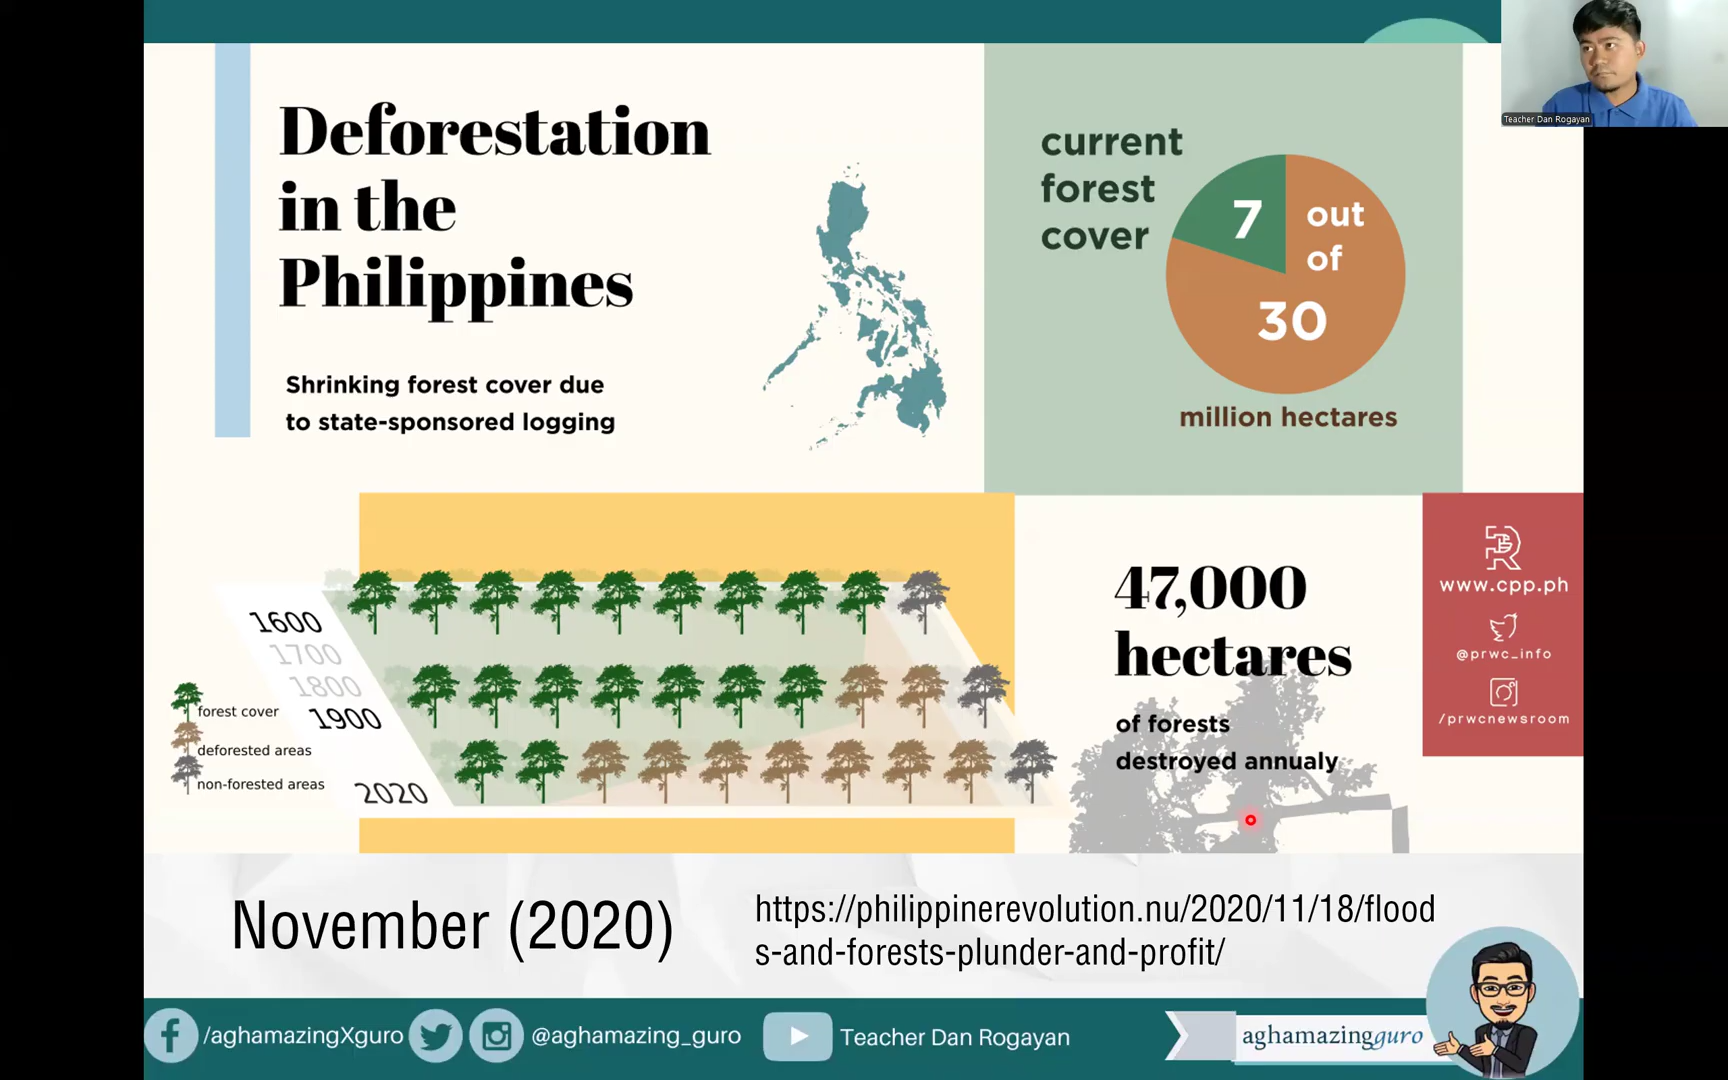 Teacher Dan Rogayan
Deforestation
in the
Philippines
Shrinking forest cover due
to state-sponsored logging
current
forest
cover
7
out
of
30
million hectares
1600
1700
1800
1900
2020
forest cover
deforested areas
non-forested areas
47,000
hectares
of forests
destroyed annualy
www.cpp.ph
@prwc_info
/prwcnewsroom
November (2020)
https://philippinerevolution.nu/2020/11/18/flood
s-and-forests-plunder-and-profit/
/aghamazingXguro
@aghamazing_guro
Teacher Dan Rogayan
aghamazingguro